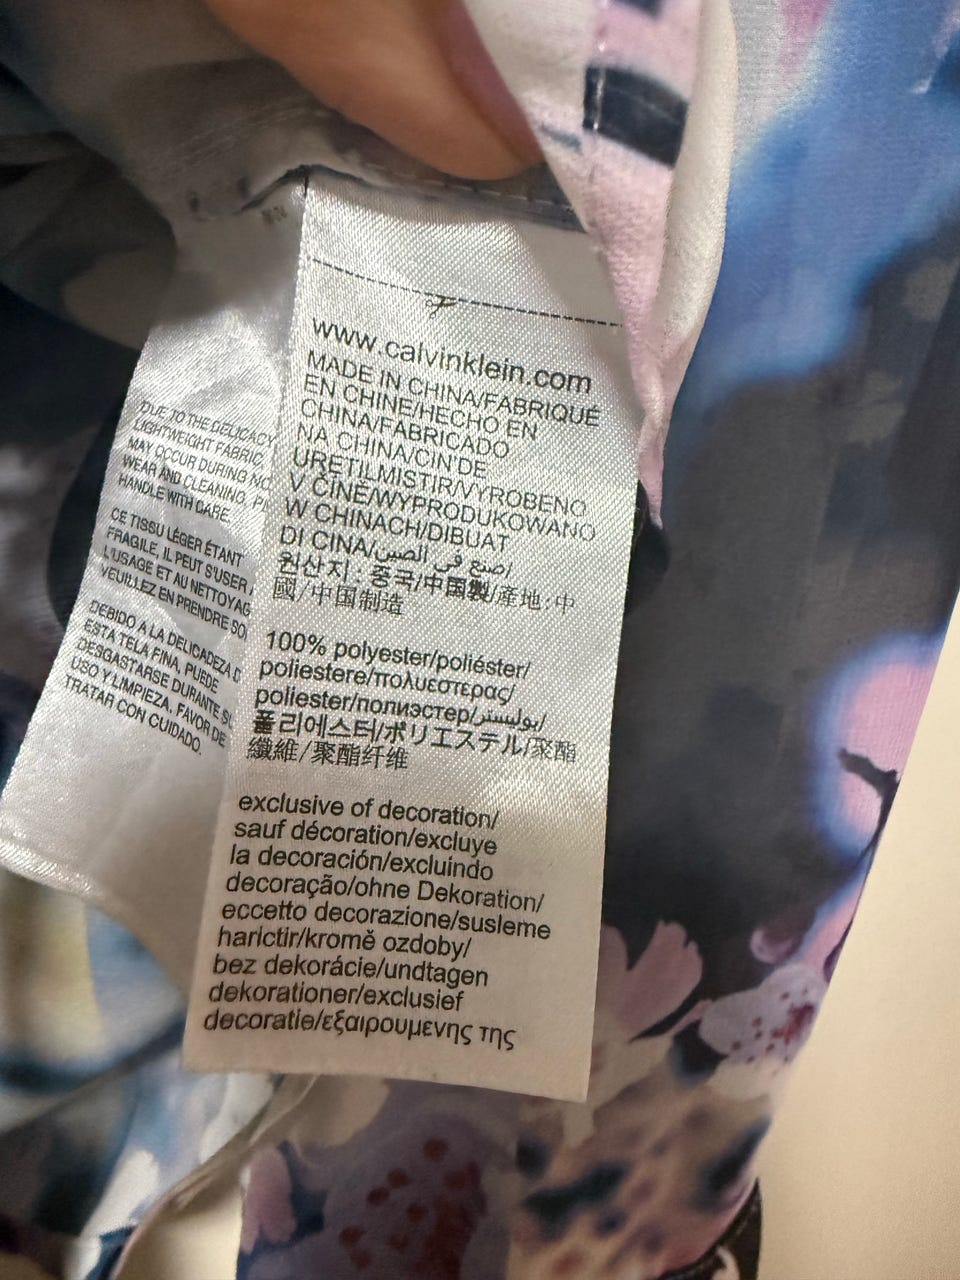 DUE TO THE DELICACY
LIGHTWEIGHT FABRIC,
MAY OCCUR DURING
WEAR AND CLEANING,
HANDLE WITH CARE.
CE TISSU LÉGER ÉTANT
FRAGILE, IL PEUT S'USER
L'USAGE ET AU
VEUILLEZ EN PRENDRE
DEBIDO A LA DELICADEZA
ESTA TELA FINA, PUEDE
DESGASTARSE DURANTE
USO Y LIMPIEZA. FAVOR DE
TRATAR CON CUIDADO.
www.calvinklein.com
MADE IN CHINA/FABRIQUÉ
EN CHINE/HECHO EN
CHINA/FABRICADO
NA CHINA/CIN'DE
URETILMISTIR/VYROBENO
V ČÍNĚ/WYPRODUKOWANO
W CHINACH/DIBUAT
DI CINA/صنع في الصين/
원산지: 중국/中国製/產地:中
國/中国制造
100% polyester/poliéster/
poliestere/πολυεστερας/
poliester/полиэстер/بوليستر/
폴리에스터/ポリエステル/聚酯
纖維/聚酯纤维
exclusive of decoration/
sauf décoration/excluye
la decoración/excluindo
decoração/ohne Dekoration/
eccetto decorazione/susleme
harictir/kromě ozdoby/
bez dekorácie/undtagen
dekorationer/exclusief
decoratie/εξαιρουμενης της